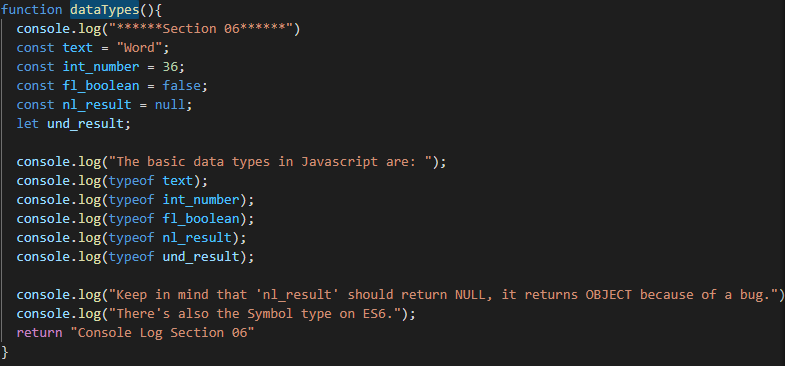 function dataTypes(){
  console.log("******Section 06******")
  const text = "Word";
  const int_number = 36;
  const fl_boolean = false;
  const nl_result = null;
  let und_result;

  console.log("The basic data types in Javascript are: ");
  console.log(typeof text);
  console.log(typeof int_number);
  console.log(typeof fl_boolean);
  console.log(typeof nl_result);
  console.log(typeof und_result);

  console.log("Keep in mind that 'nl_result' should return NULL, it returns OBJECT because of a bug.")
  console.log("There's also the Symbol type on ES6.");
  return "Console Log Section 06"
}